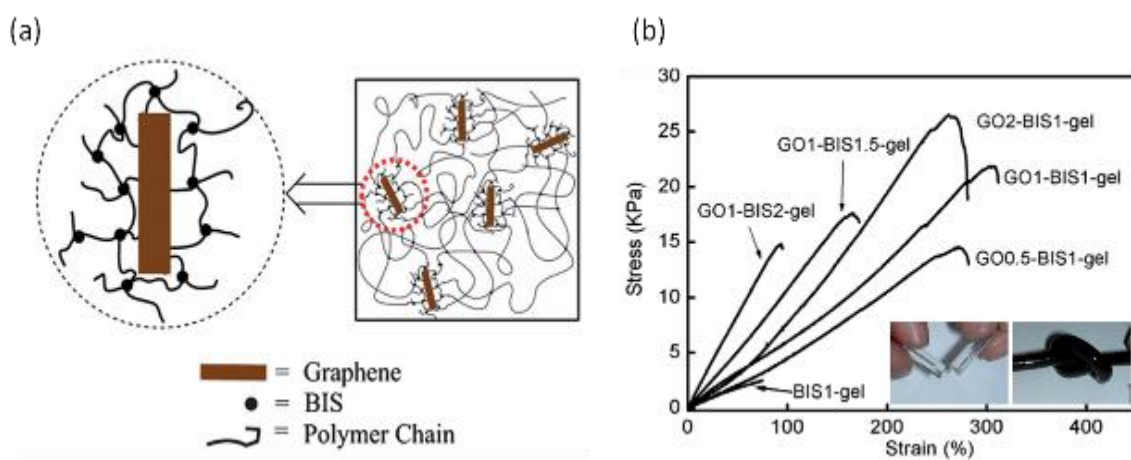 (a)
= Graphene
= BIS
= Polymer Chain
(b)
30
25
20
15
10
5
0
Stress (KPa)
GO2-BIS1-gel
GO1-BIS1.5-gel
GO1-BIS1-gel
GO1-BIS2-gel
GO0.5-BIS1-gel
BIS1-gel
0 100 200 300 400
Strain (%)